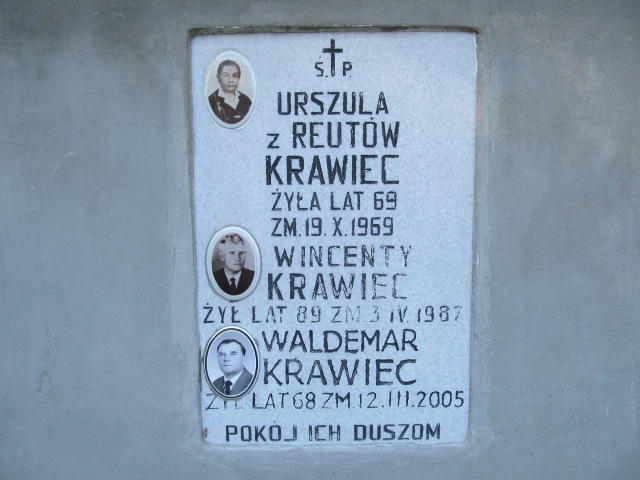 Ś.†P.
URSZULA
z REUTÓW
KRAWIEC
ŻYŁA LAT 69
ZM. 19. X. 1969
WINCENTY
KRAWIEC
ŻYŁ LAT 89 ZM. 3 IV. 1987
WALDEMAR
KRAWIEC
ŻYŁ LAT 68 ZM. 12. III. 2005
POKÓJ ICH DUSZOM